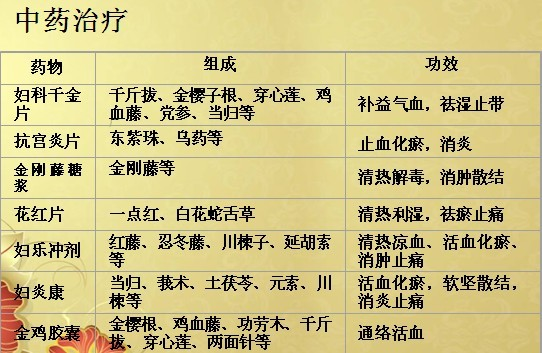 中药治疗
药物 组成 功效
妇科千金片 千斤拔、金樱子根、穿心莲、鸡血藤、党参、当归等 补益气血，祛湿止带
抗宫炎片 东紫珠、乌药等 止血化瘀，消炎
金刚藤糖浆 金刚藤等 清热解毒，消肿散结
花红片 一点红、白花蛇舌草 清热利湿，祛瘀止痛
妇乐冲剂 红藤、忍冬藤、川楝子、延胡索等 清热凉血、活血化瘀、消肿止痛
妇炎康 当归、莪术、土茯苓、元索、川楝等 活血化瘀，软坚散结，消炎止痛
金鸡胶囊 金樱根、鸡血藤、功劳木、千斤拔、穿心莲、两面针等 通络活血